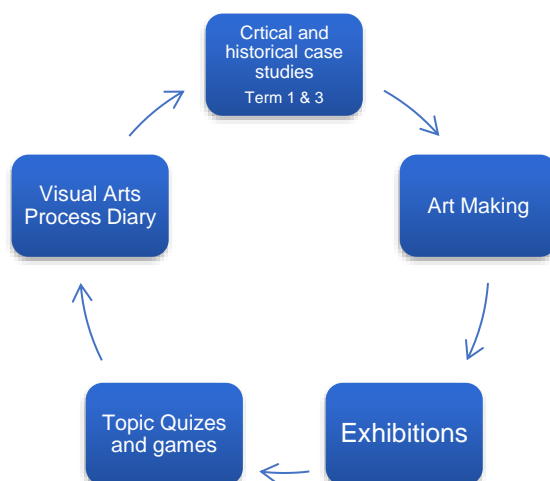 Crtical and
historical case
studies
Term 1 & 3
Art Making
Exhibitions
Topic Quizes
and games
Visual Arts
Process Diary